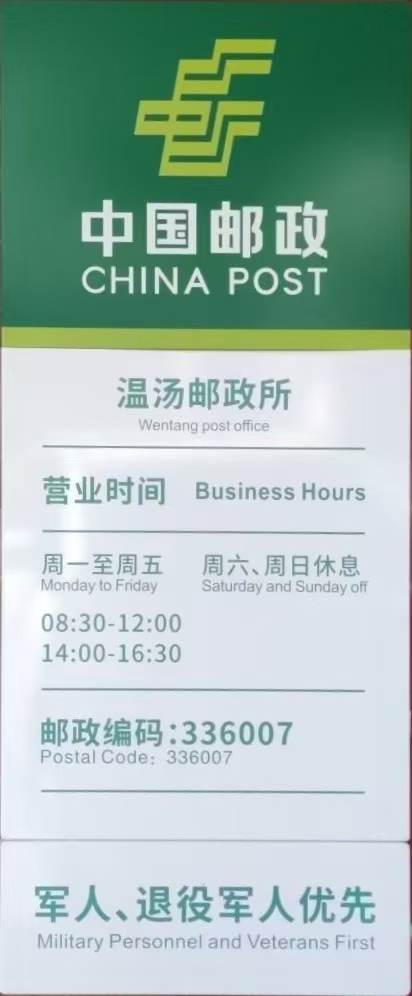 中国邮政
CHINA POST
温汤邮政所
Wentang post office
营业时间 Business Hours
周一至周五 周六、周日休息
Monday to Friday Saturday and Sunday off
08:30-12:00
14:00-16:30
邮政编码:336007
Postal Code: 336007
军人、退役军人优先
Military Personnel and Veterans First